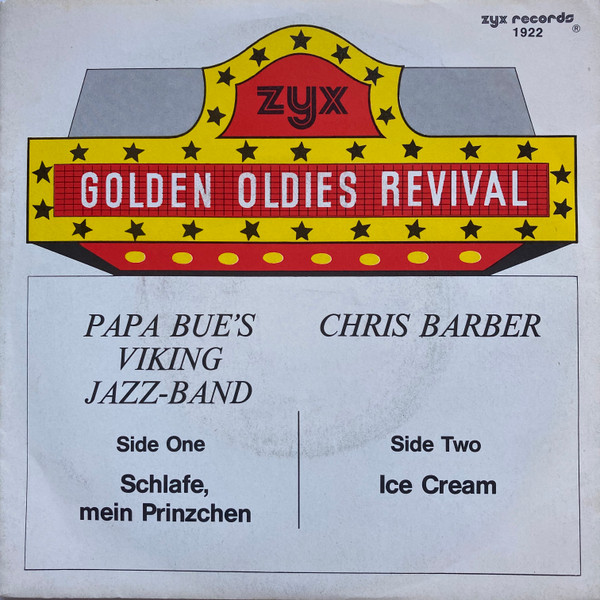 zyx records
1922 ®
zyx
GOLDEN OLDIES REVIVAL
PAPA BUE'S
VIKING
JAZZ-BAND
Side One
Schlafe,
mein Prinzchen
CHRIS BARBER
Side Two
Ice Cream